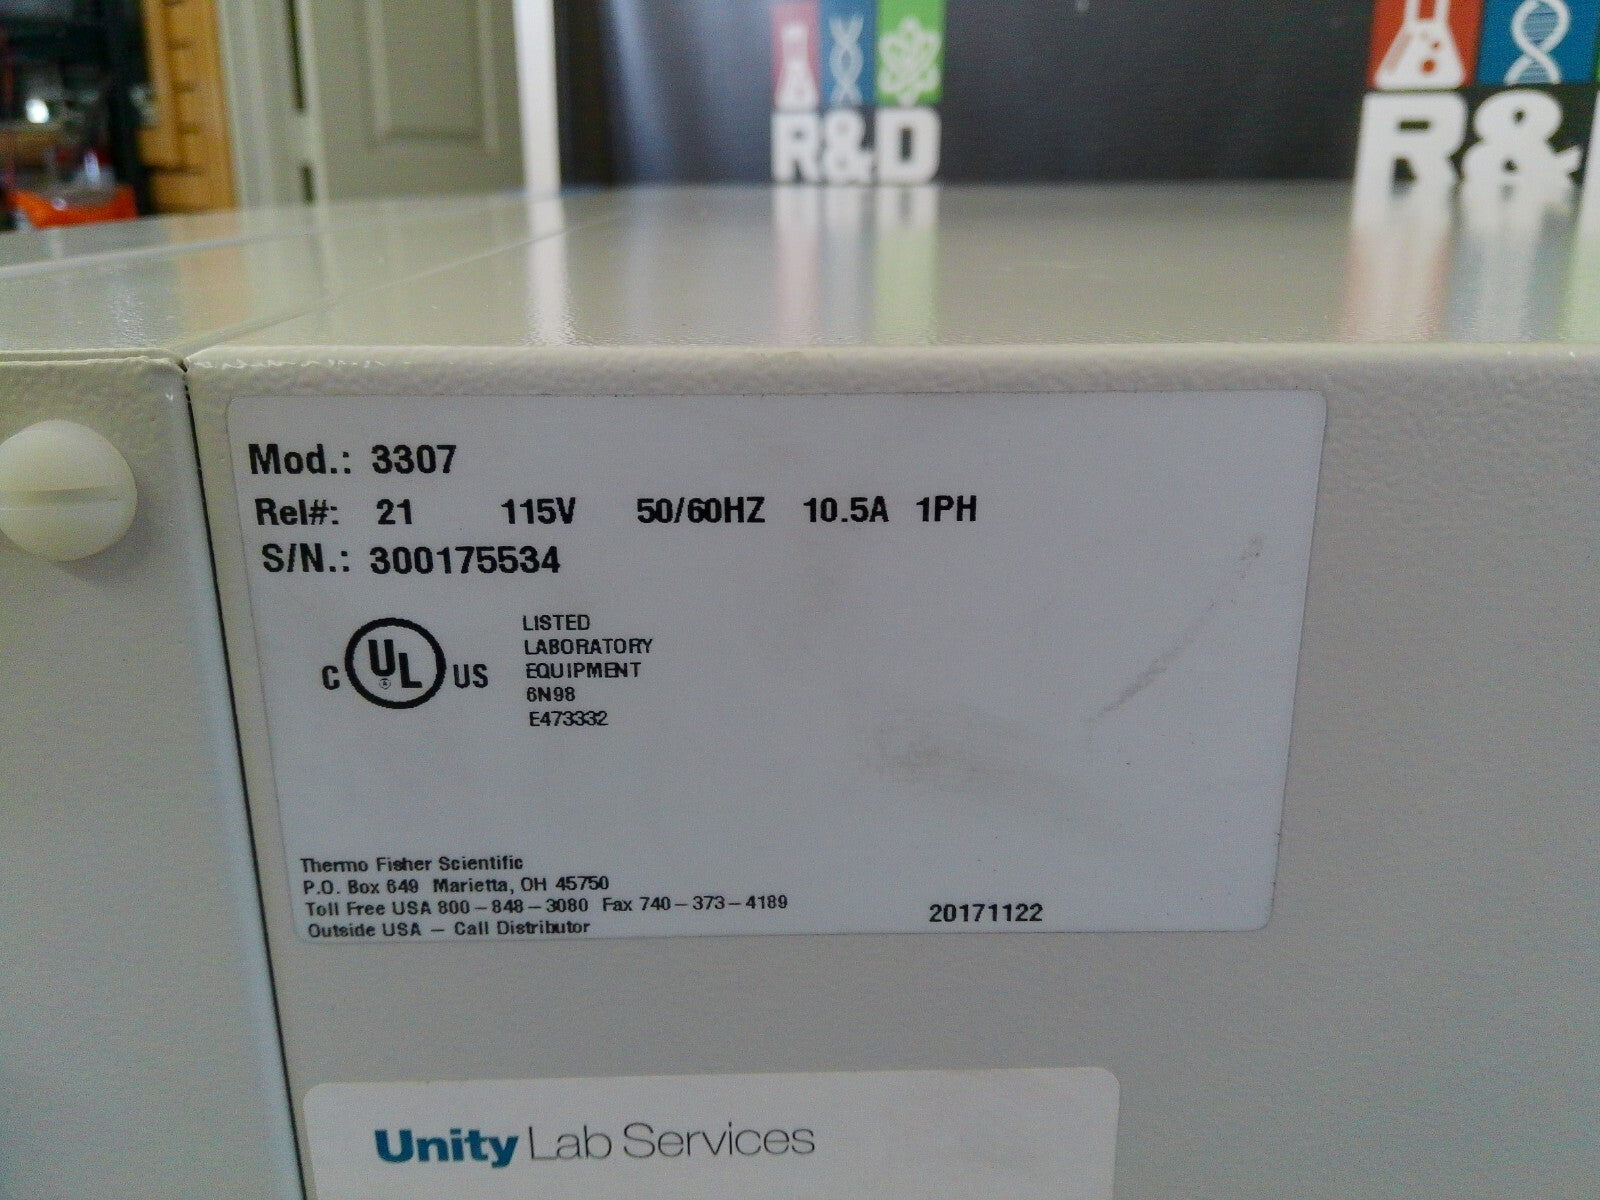 R&D
R&
Mod.: 3307
Rel#: 21 115V 50/60HZ 10.5A 1PH
S/N.: 300175534
C UL US
LISTED
LABORATORY
EQUIPMENT
6N98
E473332
Thermo Fisher Scientific
P.O. Box 649 Marietta, OH 45750
Toll Free USA 800-848-3080 Fax 740-373-4189
Outside USA - Call Distributor
20171122
Unity Lab Services